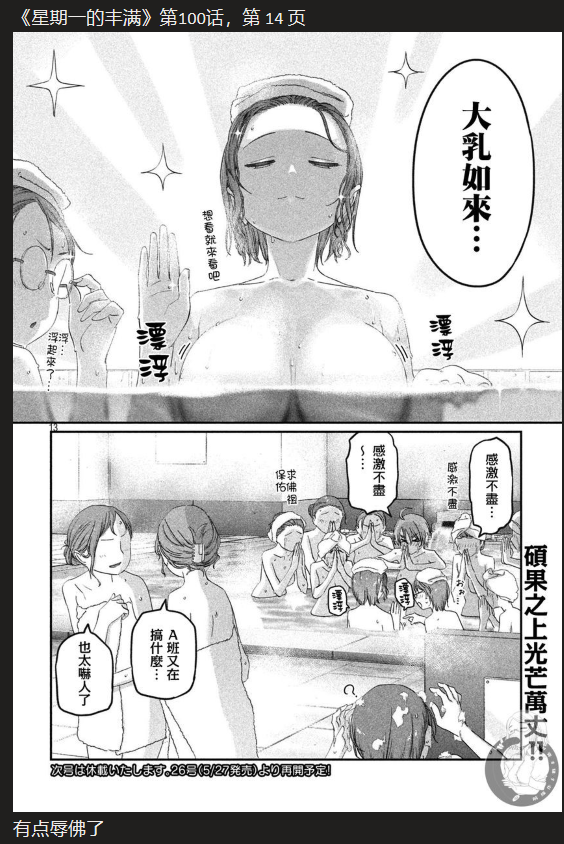 《星期一的丰满》第100话，第 14 页
大乳如來…
想看就來看吧
漂浮
漂浮
浮…
浮起來了…
13
感激不盡…
感激不盡
感激不盡
～…
求佛祖
保佑
漂浮
漂浮
おぉ…
碩果之上光芒萬丈!!
A班又在
搞什麼…
也太嚇人了
?
次号は休載いたします。26号(5/27発売)より再開予定!
有点辱佛了